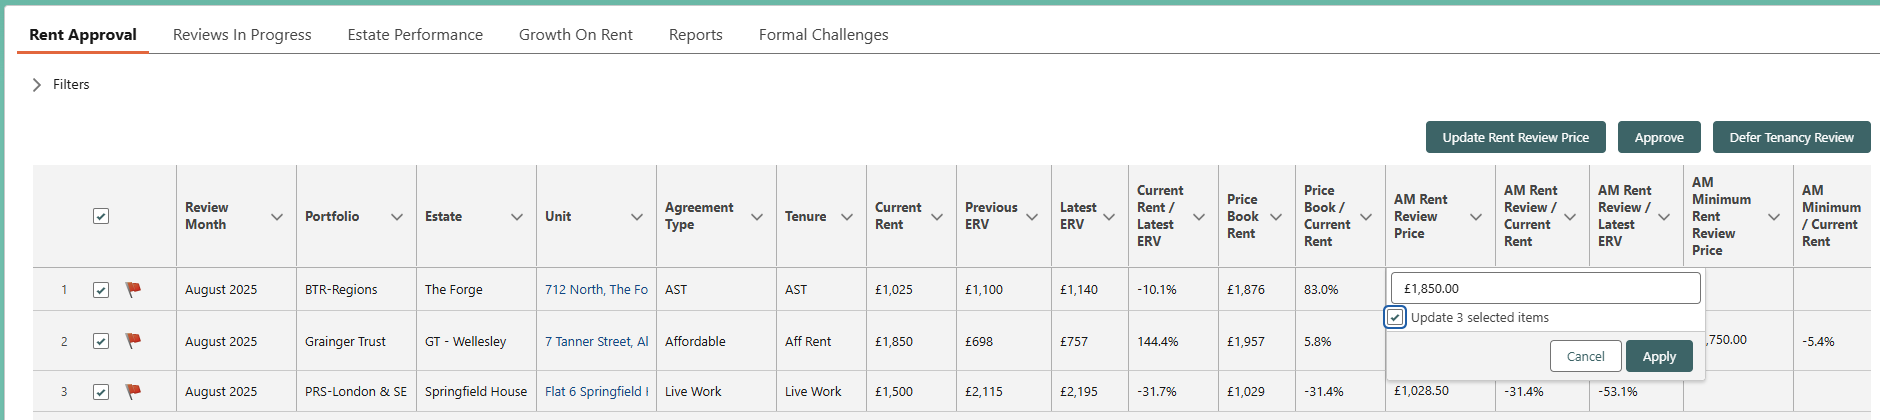 Rent Approval Reviews In Progress Estate Performance Growth On Rent Reports Formal Challenges
Filters
Update Rent Review Price Approve Defer Tenancy Review
Review Month Portfolio Estate Unit Agreement Type Tenure Current Rent Previous ERV Latest ERV Current Rent / Latest ERV Price Book Rent Price Book / Current Rent AM Rent Review Price AM Rent Review / Current Rent AM Rent Review / Latest ERV AM Minimum Rent Review Price AM Minimum / Current Rent
1 August 2025 BTR-Regions The Forge 712 North, The Fo AST AST £1,025 £1,100 £1,140 -10.1% £1,876 83.0% £1,850.00
Update 3 selected items
2 August 2025 Grainger Trust GT - Wellesley 7 Tanner Street, Al Affordable Aff Rent £1,850 £698 £757 144.4% £1,957 5.8% ,750.00 -5.4%
Cancel Apply
3 August 2025 PRS-London & SE Springfield House Flat 6 Springfield Live Work Live Work £1,500 £2,115 £2,195 -31.7% £1,029 -31.4% £1,028.50 -31.4% -53.1%